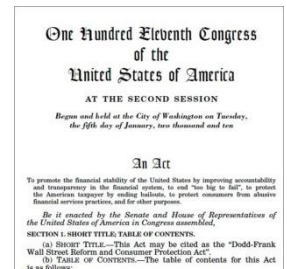 One Hundred Eleventh Congress
of the
United States of America
AT THE SECOND SESSION
Begun and held at the City of Washington on Tuesday,
the fifth day of January, two thousand and ten
An Act
To promote the financial stability of the United States by improving accountability
and transparency in the financial system, to end "too big to fail", to protect
the American taxpayer by ending bailouts, to protect consumers from abusive
financial services practices, and for other purposes.
Be it enacted by the Senate and House of Representatives of
the United States of America in Congress assembled,
SECTION 1. SHORT TITLE; TABLE OF CONTENTS.
(a) SHORT TITLE.—This Act may be cited as the "Dodd-Frank
Wall Street Reform and Consumer Protection Act".
(b) TABLE OF CONTENTS.—The table of contents for this Act
is as follows: